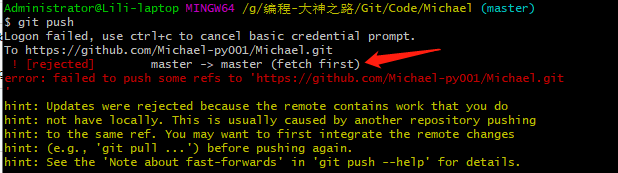 Administrator@Lili-laptop MINGW64 /g/编程-大神之路/Git/Code/Michael (master)
$ git push
Logon failed, use ctrl+c to cancel basic credential prompt.
To https://github.com/Michael-py001/Michael.git
! [rejected]        master -> master (fetch first)
error: failed to push some refs to 'https://github.com/Michael-py001/Michael.git
'
hint: Updates were rejected because the remote contains work that you do
hint: not have locally. This is usually caused by another repository pushing
hint: to the same ref. You may want to first integrate the remote changes
hint: (e.g., 'git pull ...') before pushing again.
hint: See the 'Note about fast-forwards' in 'git push --help' for details.